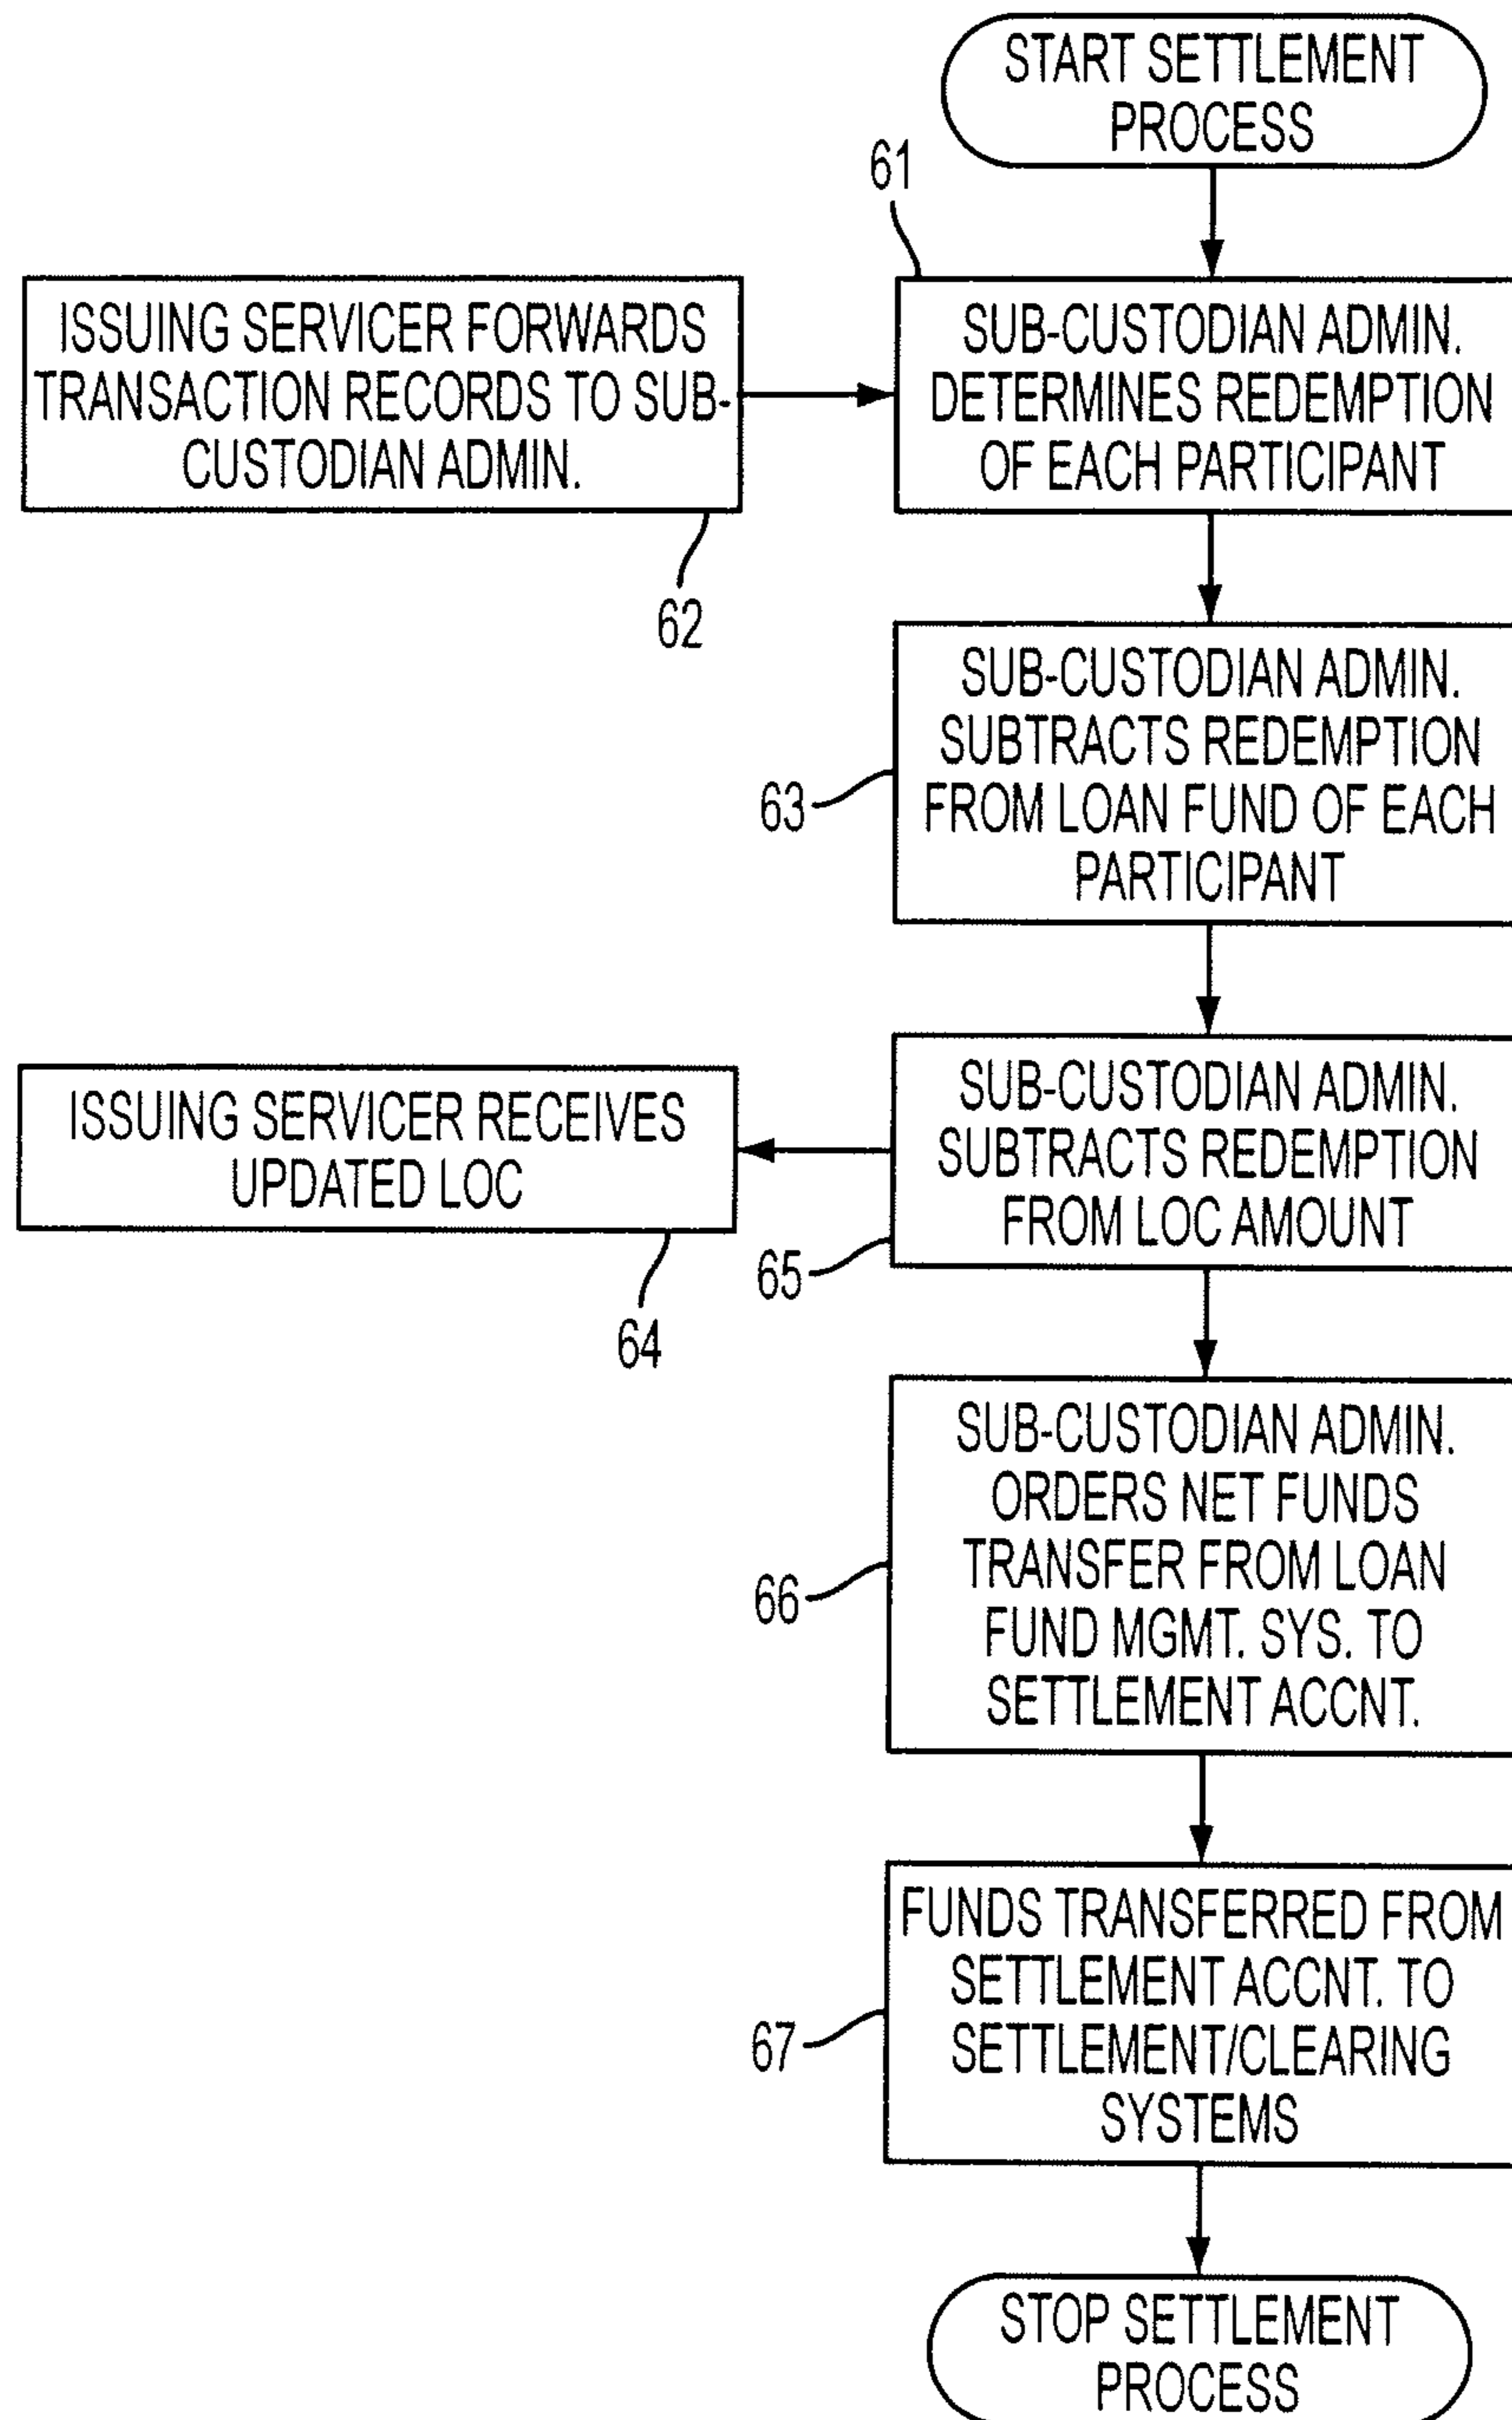 START SETTLEMENT
PROCESS
61
ISSUING SERVICER FORWARDS
TRANSACTION RECORDS TO SUB-
CUSTODIAN ADMIN.
62
SUB-CUSTODIAN ADMIN.
DETERMINES REDEMPTION
OF EACH PARTICIPANT
SUB-CUSTODIAN ADMIN.
SUBTRACTS REDEMPTION
FROM LOAN FUND OF EACH
PARTICIPANT
63
ISSUING SERVICER RECEIVES
UPDATED LOC
64
SUB-CUSTODIAN ADMIN.
SUBTRACTS REDEMPTION
FROM LOC AMOUNT
65
SUB-CUSTODIAN ADMIN.
ORDERS NET FUNDS
TRANSFER FROM LOAN
FUND MGMT. SYS. TO
SETTLEMENT ACCNT.
66
FUNDS TRANSFERRED FROM
SETTLEMENT ACCNT. TO
SETTLEMENT/CLEARING
SYSTEMS
67
STOP SETTLEMENT
PROCESS